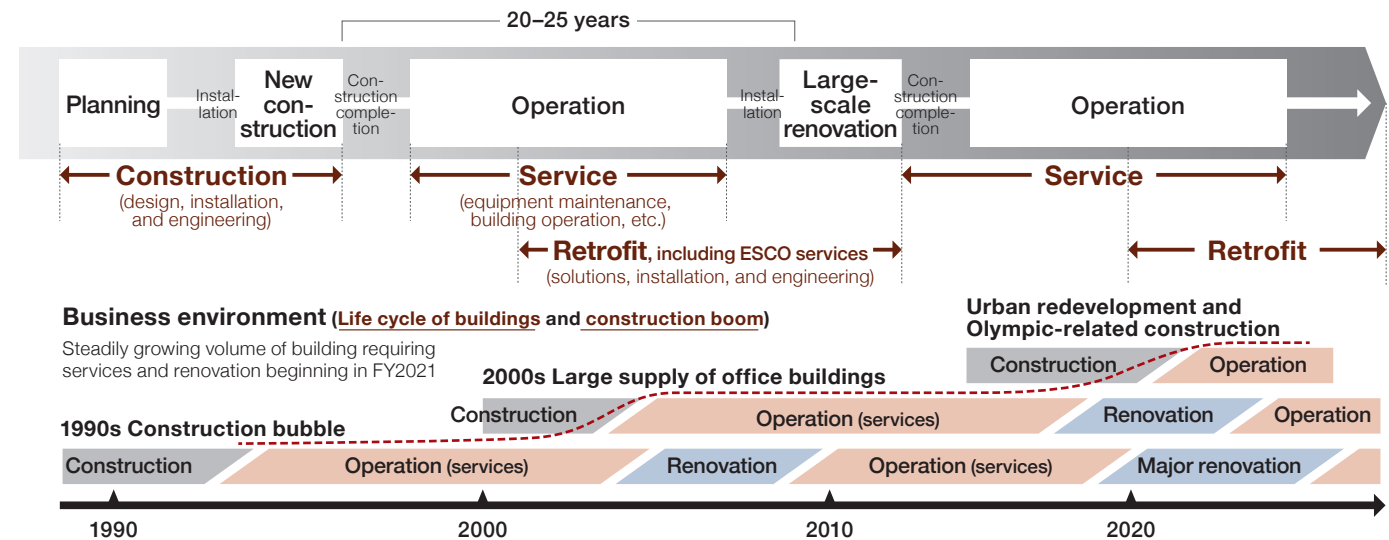 20–25 years
Planning
Instal-
lation
New
con-
struction
Con-
struction
comple-
tion
Operation
Instal-
lation
Large-
scale
renovation
Con-
struction
comple-
tion
Operation
Construction
(design, installation,
and engineering)
Service
(equipment maintenance,
building operation, etc.)
Service
Retrofit, including ESCO services
(solutions, installation, and engineering)
Retrofit
Business environment (Life cycle of buildings and construction boom)
Steadily growing volume of building requiring
services and renovation beginning in FY2021
Urban redevelopment and
Olympic-related construction
Construction
Operation
2000s Large supply of office buildings
Construction
Operation (services)
Renovation
Operation
1990s Construction bubble
Construction
Operation (services)
Renovation
Operation (services)
Major renovation
1990
2000
2010
2020